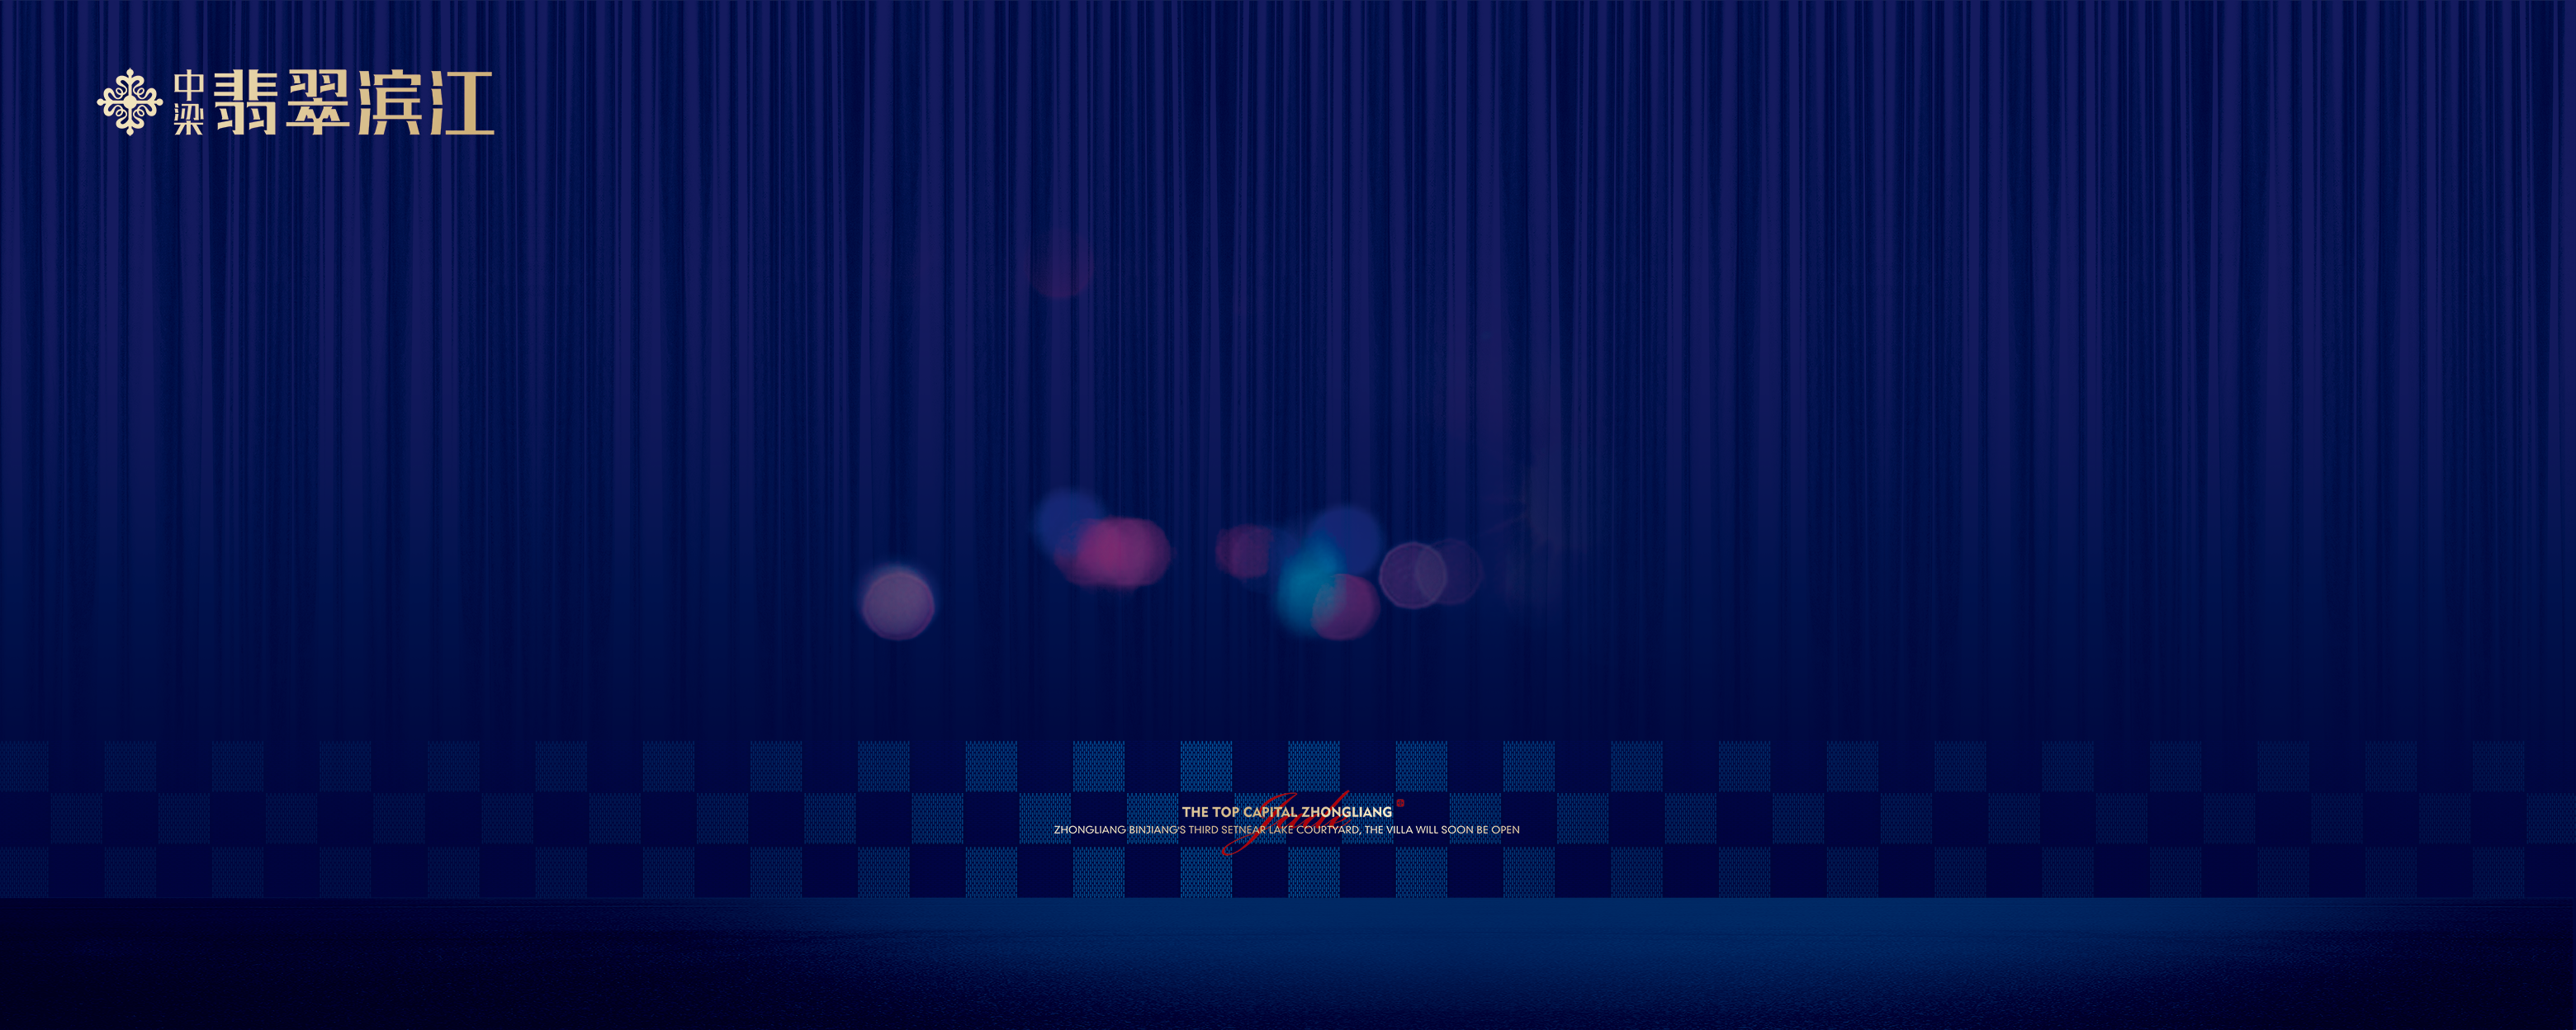 中梁 翡翠滨江
THE TOP CAPITAL ZHONGLIANG
Jade
ZHONGLIANG BINJIANG'S THIRD SETNEAR LAKE COURTYARD, THE VILLA WILL SOON BE OPEN